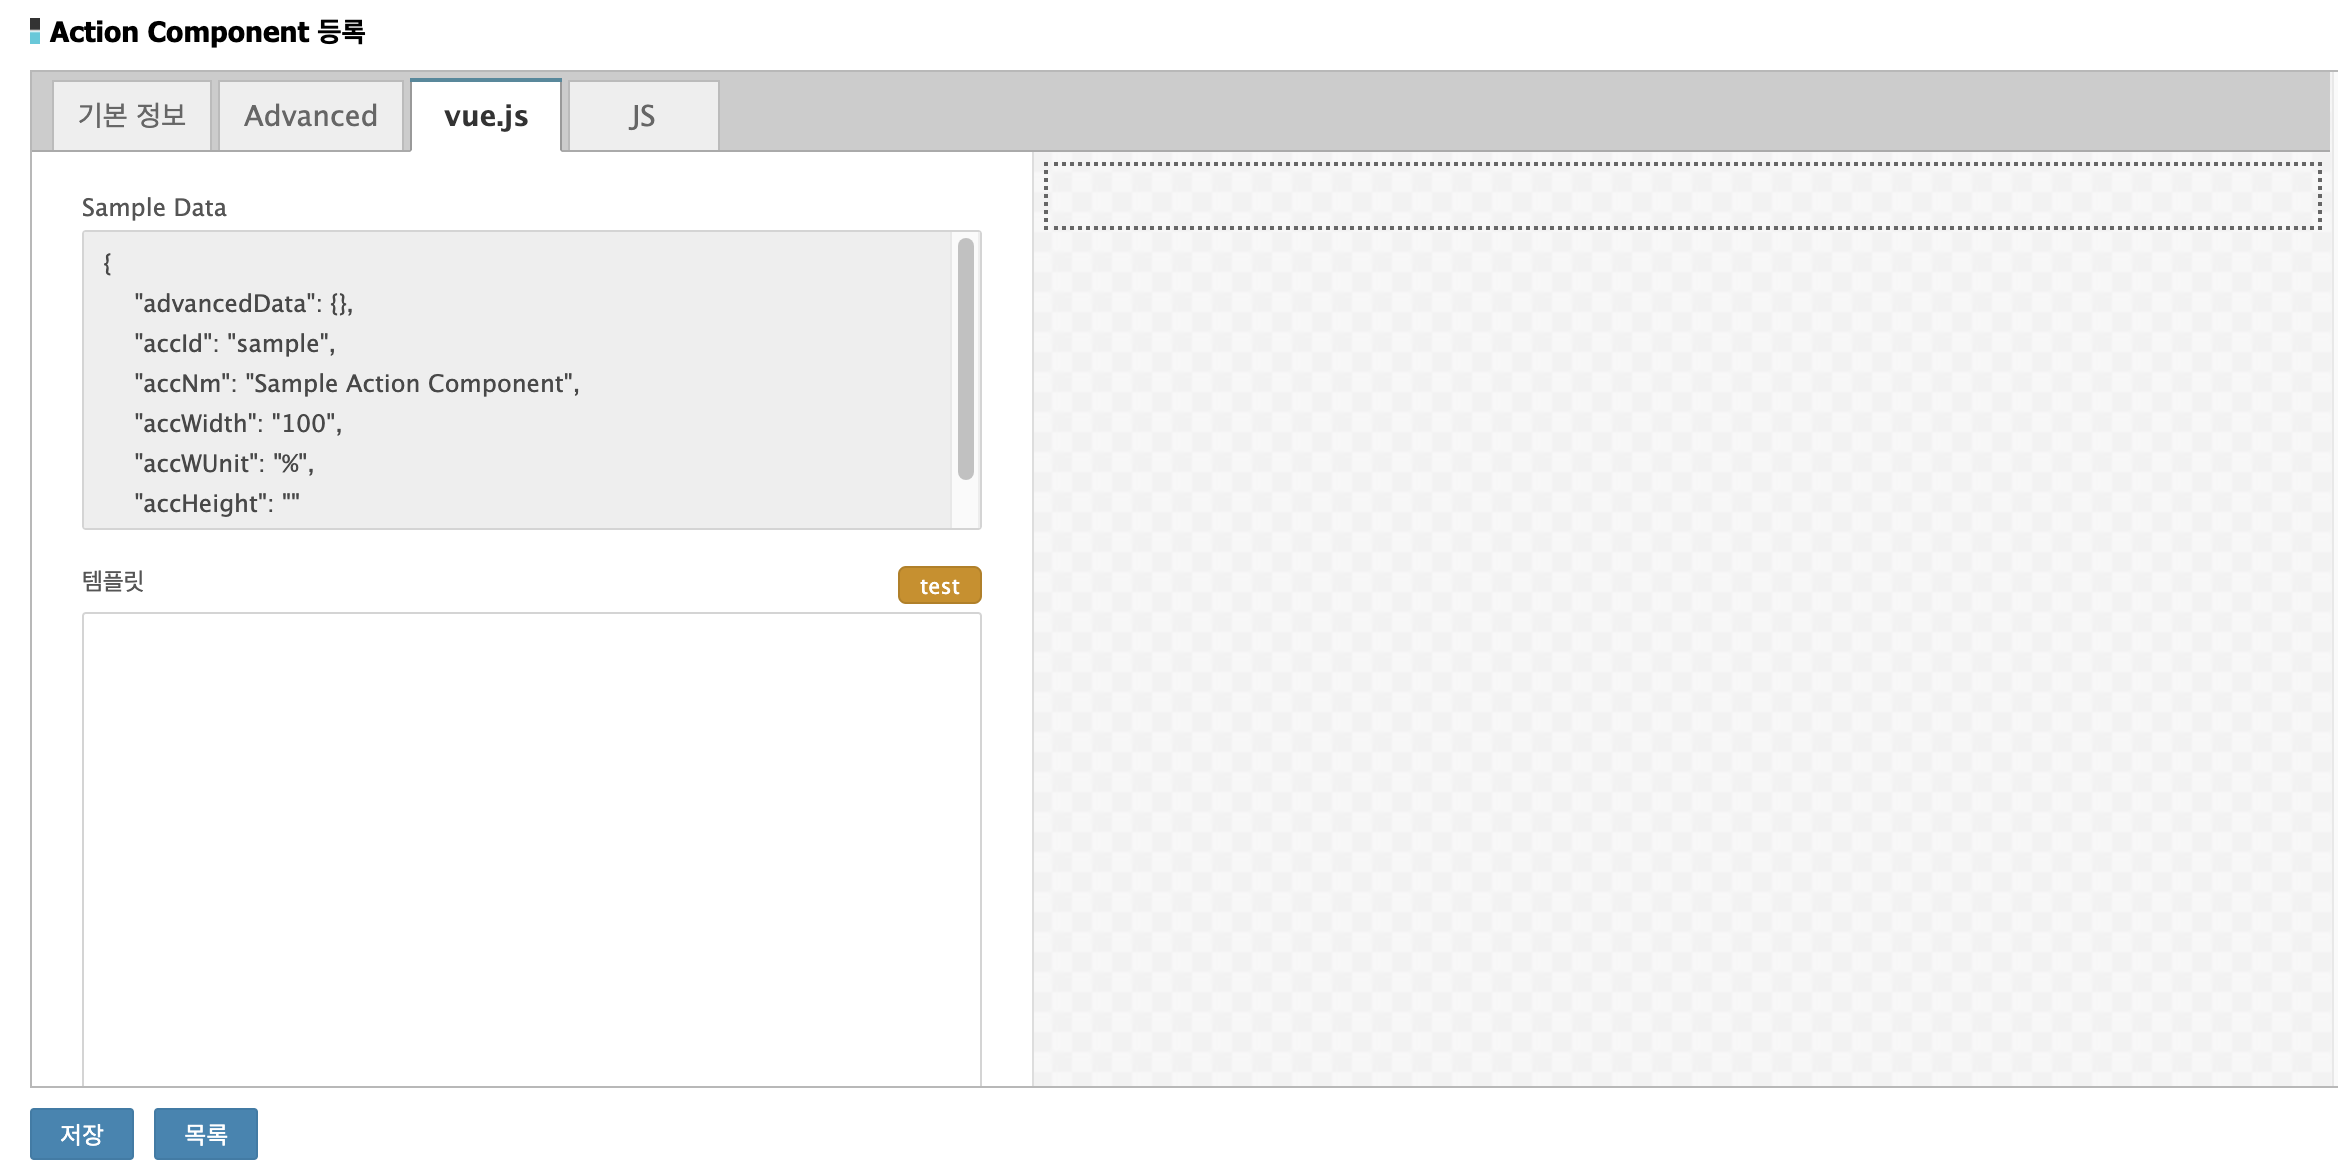 Action Component 등록
기본 정보
Advanced
vue.js
JS
Sample Data
{
"advancedData": {},
"accId": "sample",
"accNm": "Sample Action Component",
"accWidth": "100",
"accWUnit": "%",
"accHeight": ""
템플릿
test
저장
목록